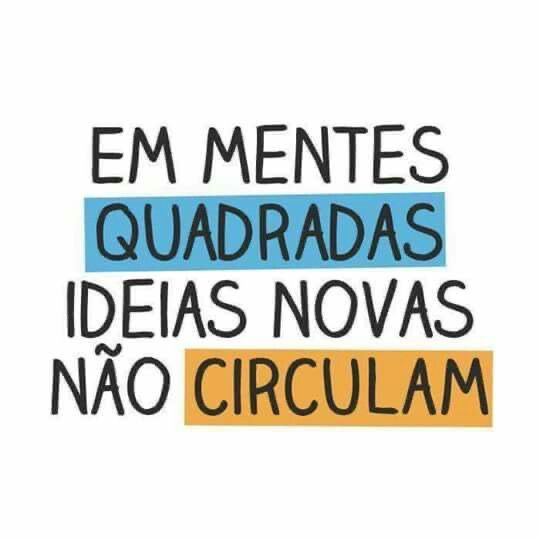 EM MENTES
QUADRADAS
IDEIAS NOVAS
NÃO CIRCULAM